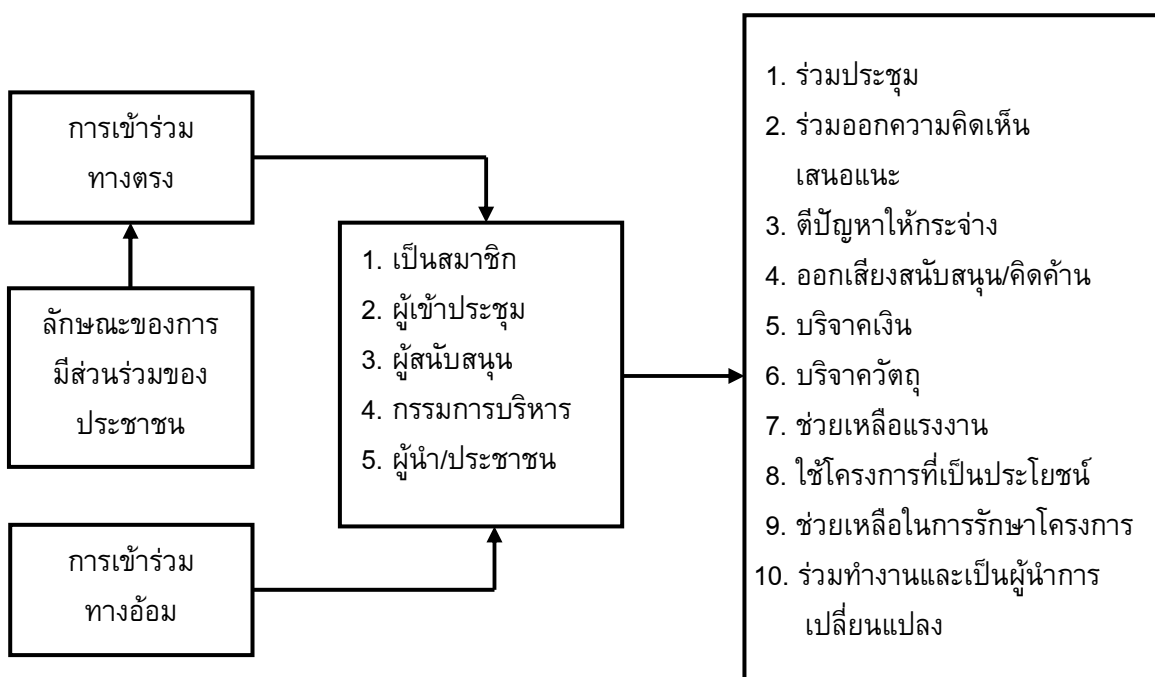 การเข้าร่วม
ทางตรง
ลักษณะของการ
มีส่วนร่วมของ
ประชาชน
การเข้าร่วม
ทางอ้อม
1. เป็นสมาชิก
2. ผู้เข้าประชุม
3. ผู้สนับสนุน
4. กรรมการบริหาร
5. ผู้นำ/ประชาชน
1. ร่วมประชุม
2. ร่วมออกความคิดเห็น
เสนอแนะ
3. ตีปัญหาให้กระจ่าง
4. ออกเสียงสนับสนุน/คิดค้าน
5. บริจาคเงิน
6. บริจาควัตถุ
7. ช่วยเหลือแรงงาน
8. ใช้โครงการที่เป็นประโยชน์
9. ช่วยเหลือในการรักษาโครงการ
10. ร่วมทำงานและเป็นผู้นำการ
เปลี่ยนแปลง